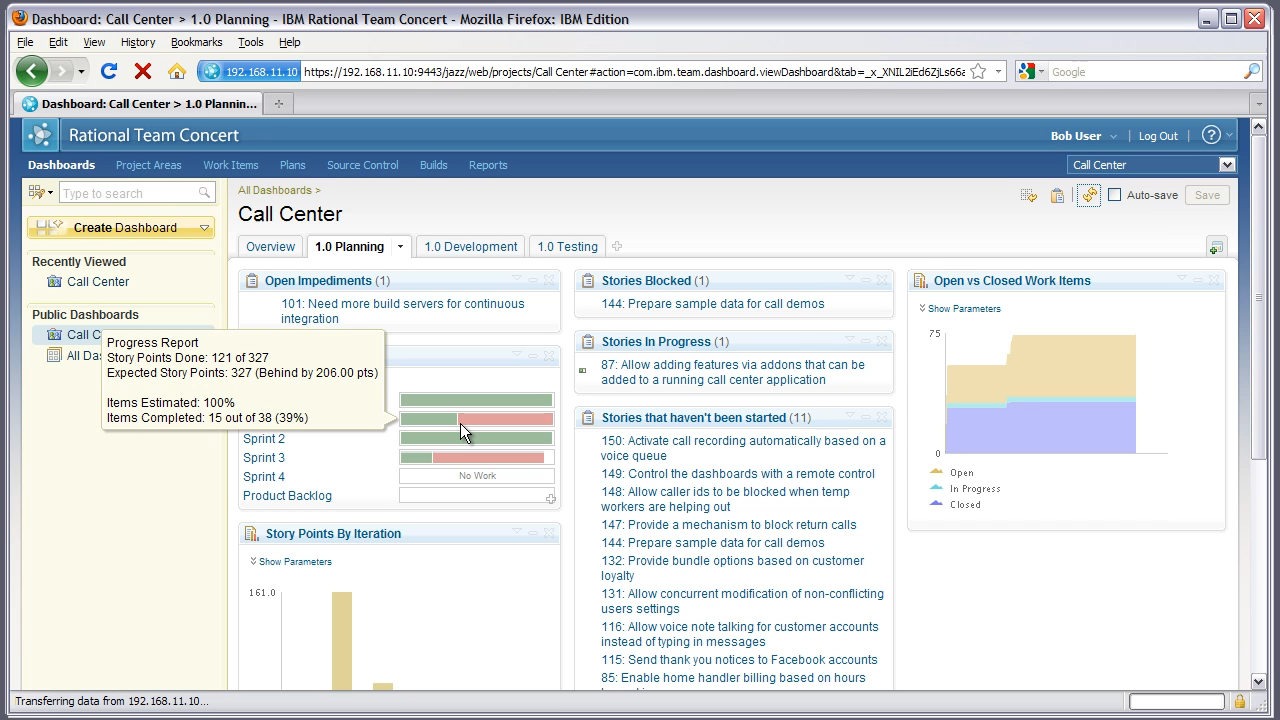 Dashboard: Call Center > 1.0 Planning - IBM Rational Team Concert - Mozilla Firefox: IBM Edition
File Edit View History Bookmarks Tools Help
192.168.11.10 https://192.168.11.10:9443/jazz/web/projects/Call Center#action=com.ibm.team.dashboard.viewDashboard&tab=_x_XNIL2iEd6ZjLs66a
Google
Dashboard: Call Center > 1.0 Plannin...
Rational Team Concert
Bob User | Log Out |
Dashboards Project Areas Work Items Plans Source Control Builds Reports
Call Center
Type to search
Create Dashboard
Recently Viewed
Call Center
Public Dashboards
Call C
All Da
All Dashboards >
Call Center
Auto-save
Save
Overview
1.0 Planning
1.0 Development
1.0 Testing
Open Impediments (1)
101: Need more build servers for continuous
integration
Progress Report
Story Points Done: 121 of 327
Expected Story Points: 327 (Behind by 206.00 pts)
Items Estimated: 100%
Items Completed: 15 out of 38 (39%)
Sprint 2
Sprint 3
Sprint 4
No Work
Product Backlog
Story Points By Iteration
Show Parameters
161.0
Stories Blocked (1)
144: Prepare sample data for call demos
Stories In Progress (1)
87: Allow adding features via addons that can be
added to a running call center application
Stories that haven't been started (11)
150: Activate call recording automatically based on a
voice queue
149: Control the dashboards with a remote control
148: Allow caller ids to be blocked when temp
workers are helping out
147: Provide a mechanism to block return calls
144: Prepare sample data for call demos
132: Provide bundle options based on customer
loyalty
131: Allow concurrent modification of non-conflicting
users settings
116: Allow voice note talking for customer accounts
instead of typing in messages
115: Send thank you notices to Facebook accounts
85: Enable home handler billing based on hours
Open vs Closed Work Items
Show Parameters
75
0
Open
In Progress
Closed
Transferring data from 192.168.11.10...